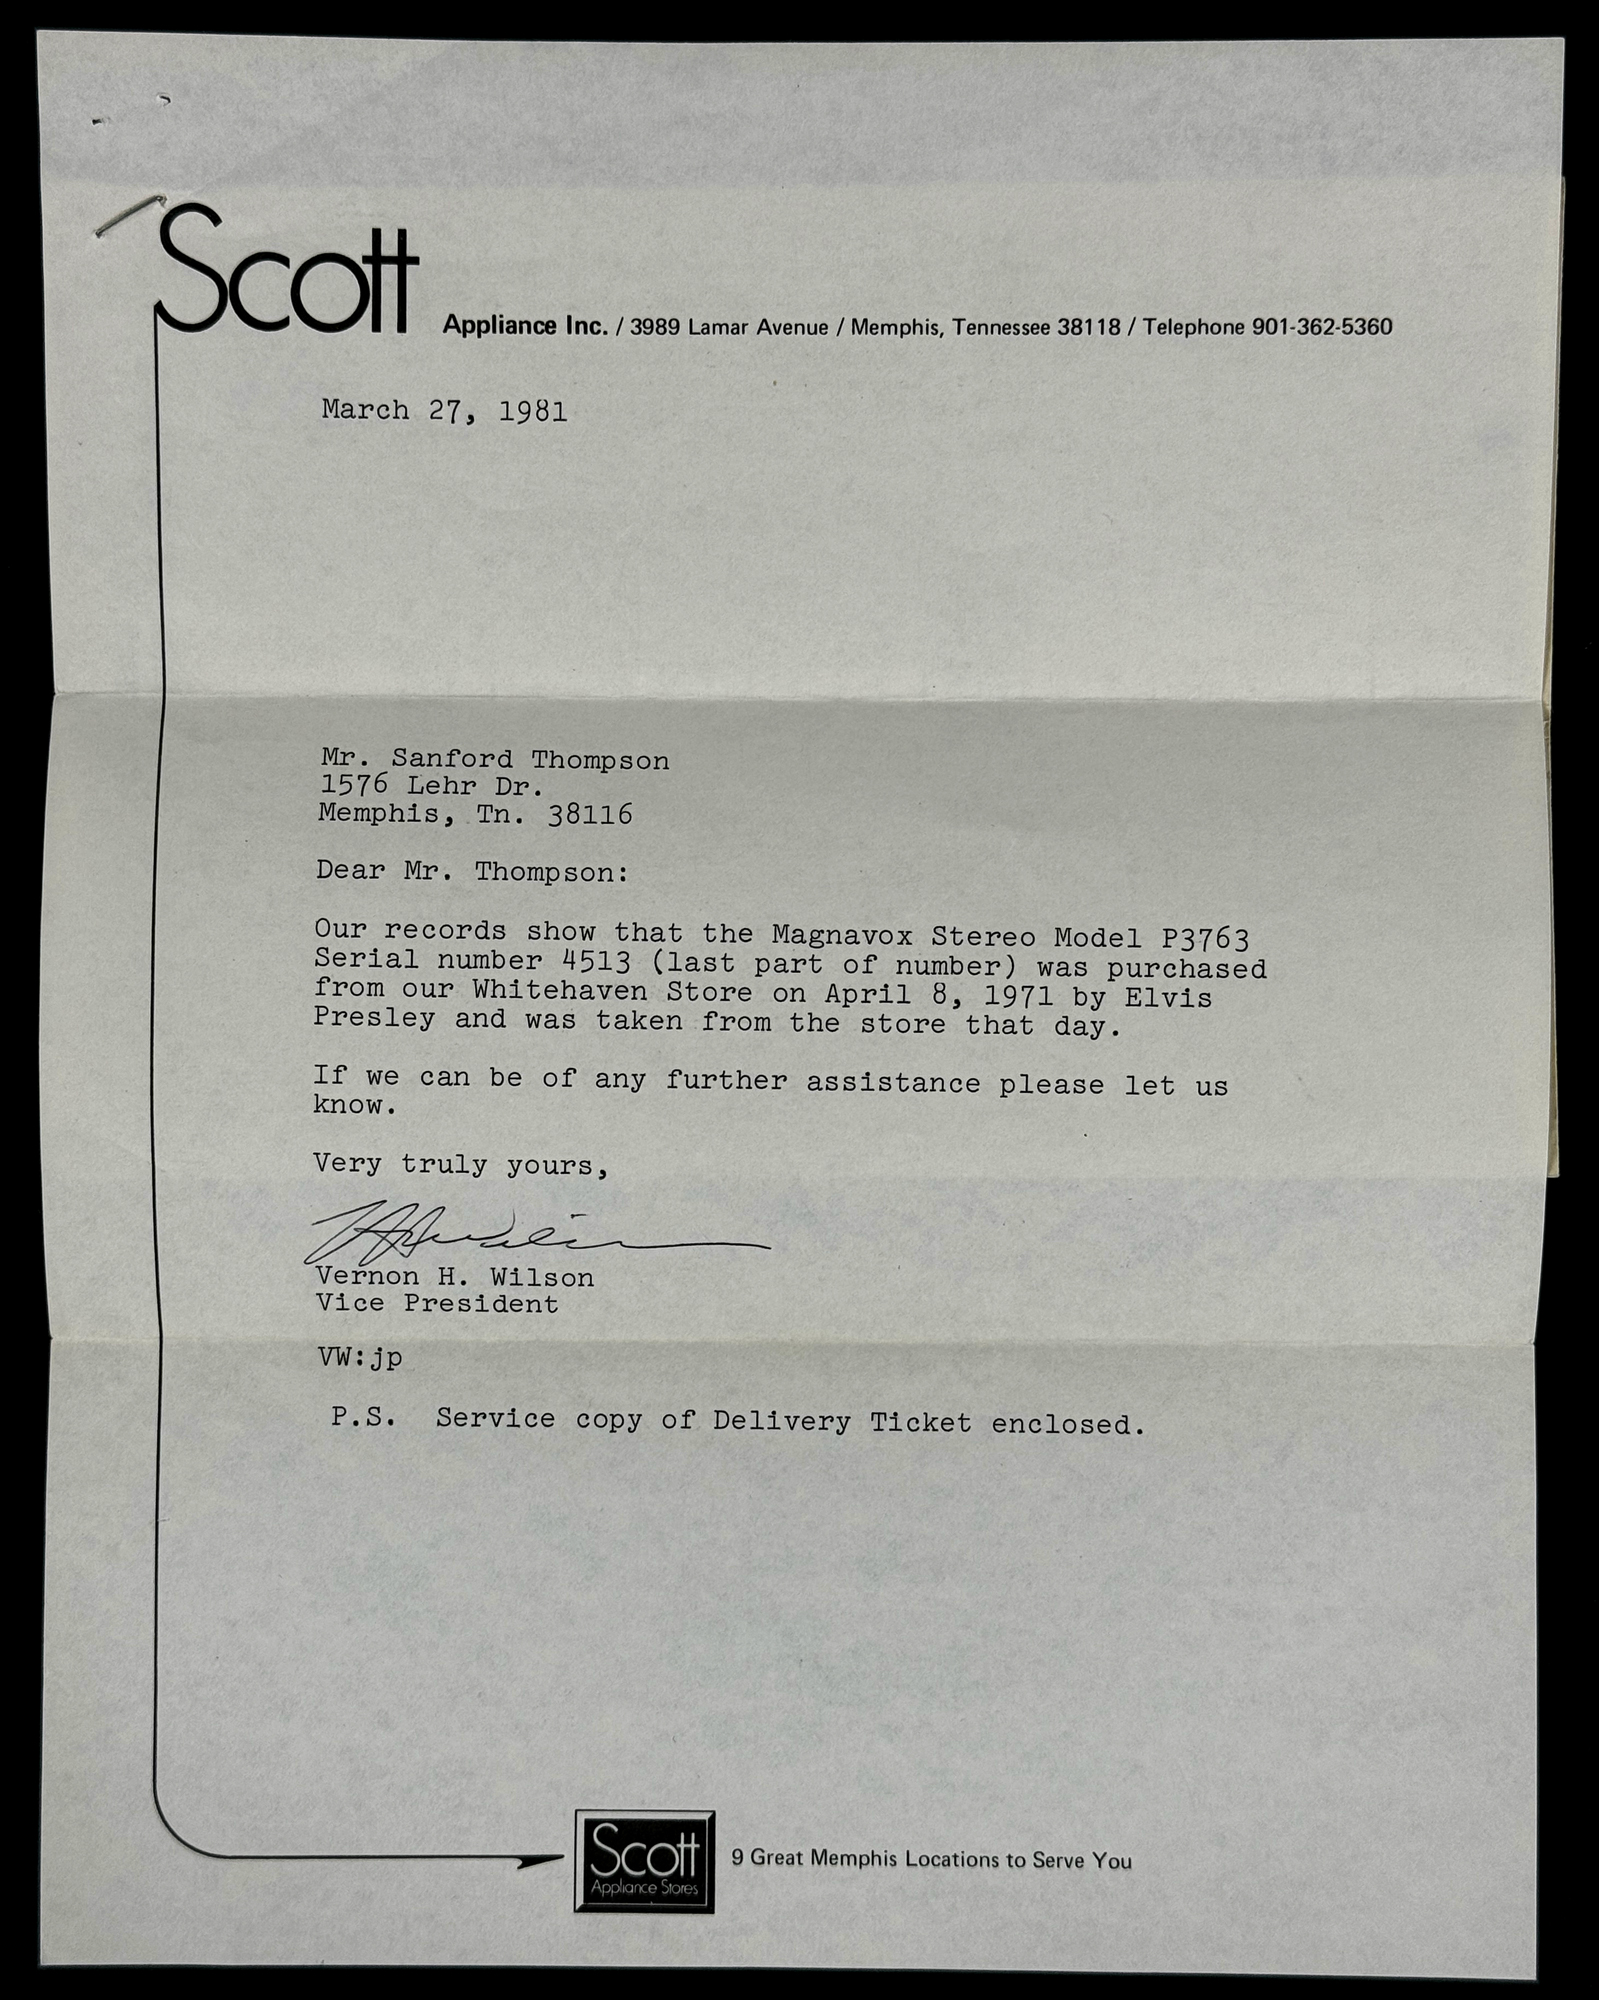 Scott
Appliance Inc. / 3989 Lamar Avenue / Memphis, Tennessee 38118 / Telephone 901-362-5360
March 27, 1981
Mr. Sanford Thompson
1576 Lehr Dr.
Memphis, Tn. 38116
Dear Mr. Thompson:
Our records show that the Magnavox Stereo Model P3763
Serial number 4513 (last part of number) was purchased
from our Whitehaven Store on April 8, 1971 by Elvis
Presley and was taken from the store that day.
If we can be of any further assistance please let us
know.
Very truly yours,
Vernon H. Wilson
Vice President
VW:jp
P.S. Service copy of Delivery Ticket enclosed.
Scott
Appliance Stores
9 Great Memphis Locations to Serve You